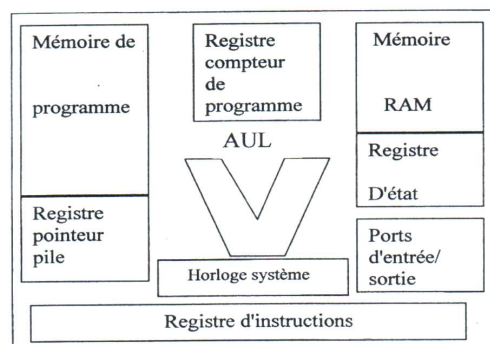 Mémoire de
programme
Registre
compteur
de
programme
Mémoire
RAM
AUL
Registre
D'état
Registre
pointeur
pile
Ports
d'entrée/
sortie
Horloge système
Registre d'instructions